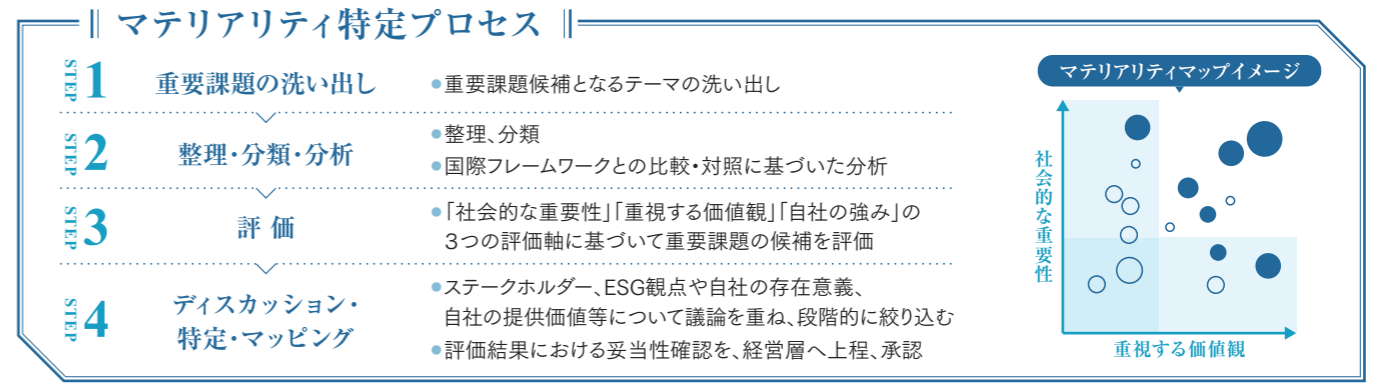 マテリアリティ特定プロセス
STEP 1
重要課題の洗い出し
●重要課題候補となるテーマの洗い出し
STEP 2
整理・分類・分析
●整理、分類
●国際フレームワークとの比較・対照に基づいた分析
STEP 3
評価
●「社会的な重要性」「重視する価値観」「自社の強み」の
3つの評価軸に基づいて重要課題の候補を評価
STEP 4
ディスカッション・
特定・マッピング
●ステークホルダー、ESG観点や自社の存在意義、
自社の提供価値等について議論を重ね、段階的に絞り込む
●評価結果における妥当性確認を、経営層へ上程、承認
マテリアリティマップイメージ
社会的な重要性
重視する価値観